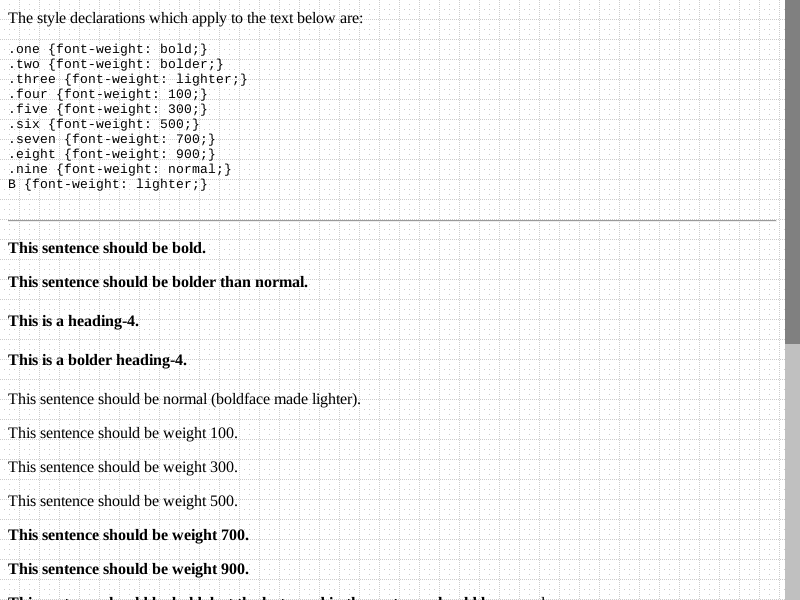 The style declarations which apply to the text below are:
.one {font-weight: bold;}
.two {font-weight: bolder;}
.three {font-weight: lighter;}
.four {font-weight: 100;}
.five {font-weight: 300;}
.six {font-weight: 500;}
.seven {font-weight: 700;}
.eight {font-weight: 900;}
.nine {font-weight: normal;}
B {font-weight: lighter;}
This sentence should be bold.
This sentence should be bolder than normal.
This is a heading-4.
This is a bolder heading-4.
This sentence should be normal (boldface made lighter).
This sentence should be weight 100.
This sentence should be weight 300.
This sentence should be weight 500.
This sentence should be weight 700.
This sentence should be weight 900.